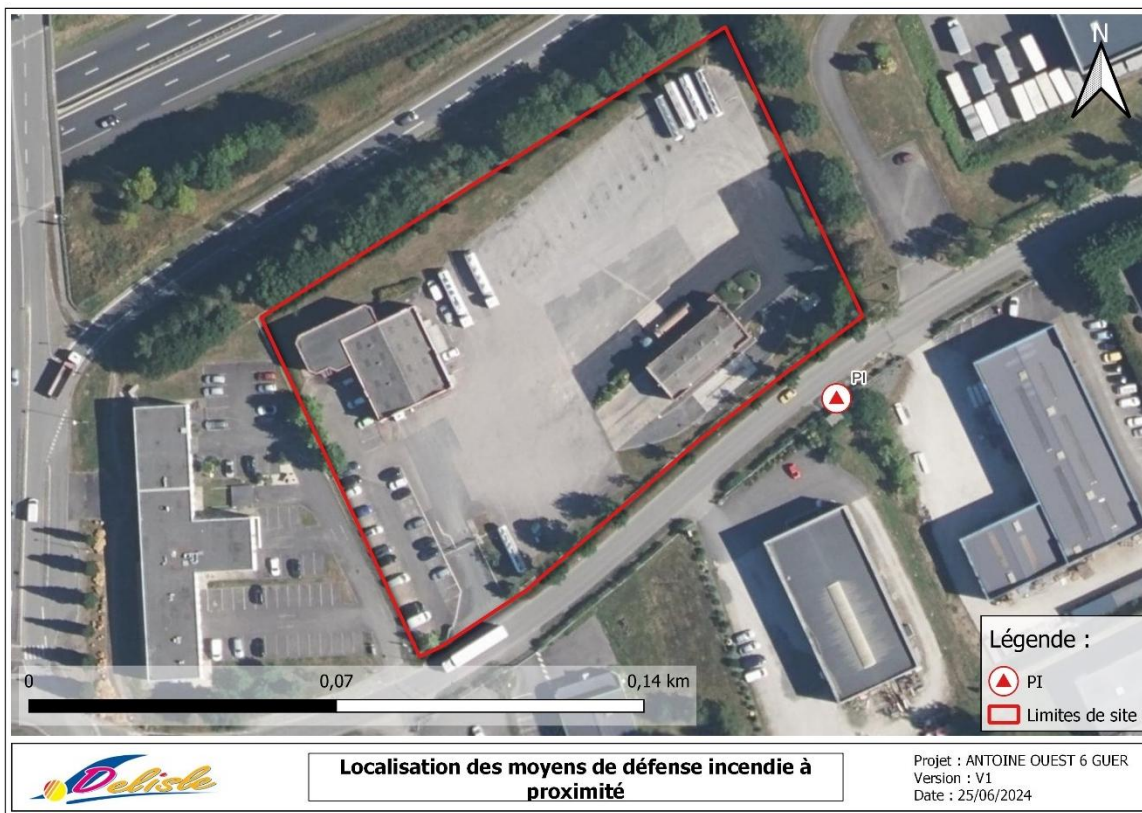 N
PI
0 0,07 0,14 km
Légende :
PI
Limites de site
Delisle
Localisation des moyens de défense incendie à
proximité
Projet : ANTOINE OUEST 6 GUER
Version : V1
Date : 25/06/2024